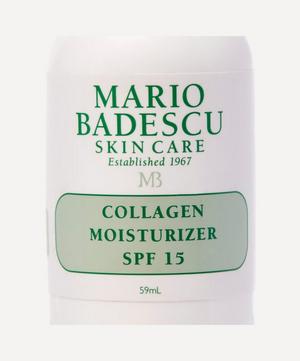 MARIO
BADESCU
SKIN CARE
Established 1967
MB
COLLAGEN
MOISTURIZER
SPF 15
59mL